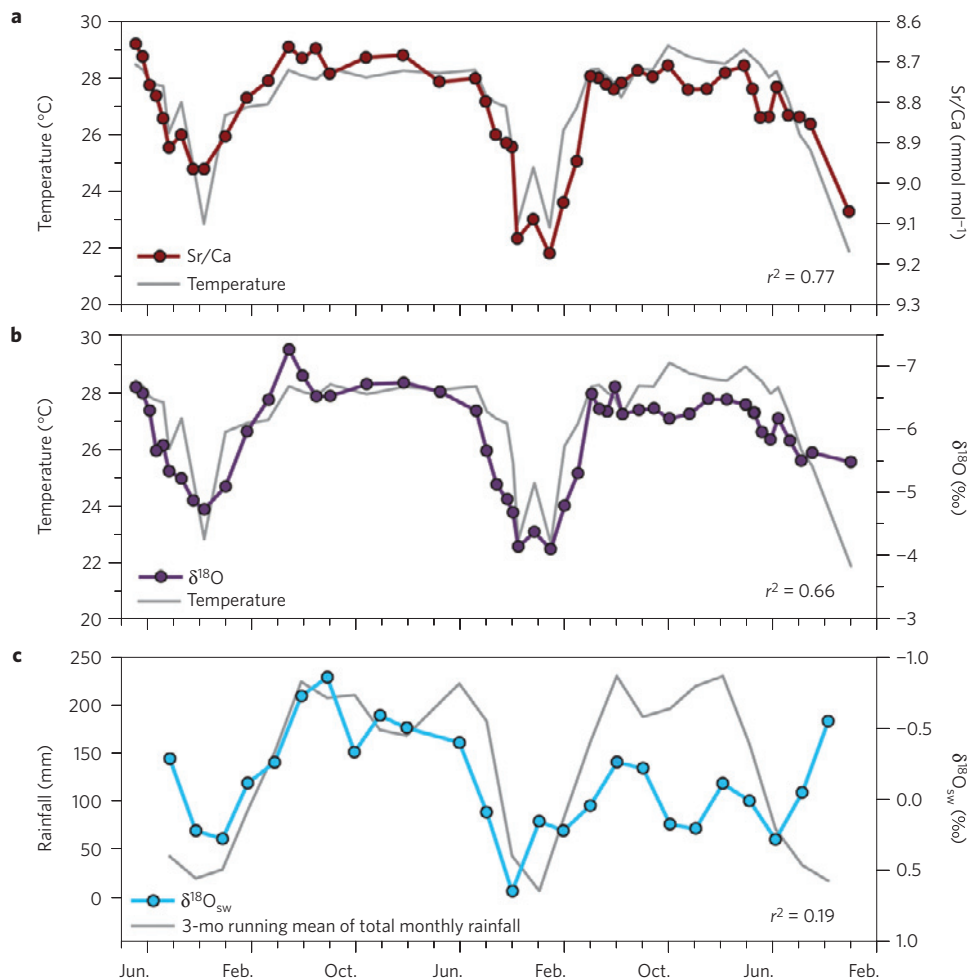 a
30
28
26
24
22
20
Temperature (°C)
8.6
8.7
8.8
8.9
9.0
9.1
9.2
9.3
Sr/Ca
(mmol mol⁻¹)
Sr/Ca
Temperature
r² = 0.77
b
30
28
26
24
22
20
Temperature (°C)
−7
−6
−5
−4
−3
δ¹⁸O (‰)
δ¹⁸O
Temperature
r² = 0.66
c
250
200
150
100
50
0
Rainfall (mm)
−1.0
−0.5
0.0
0.5
1.0
δ¹⁸Osw (‰)
δ¹⁸Osw
3-mo running mean of total monthly rainfall
r² = 0.19
Jun. Feb. Oct. Jun. Feb. Oct. Jun. Feb.